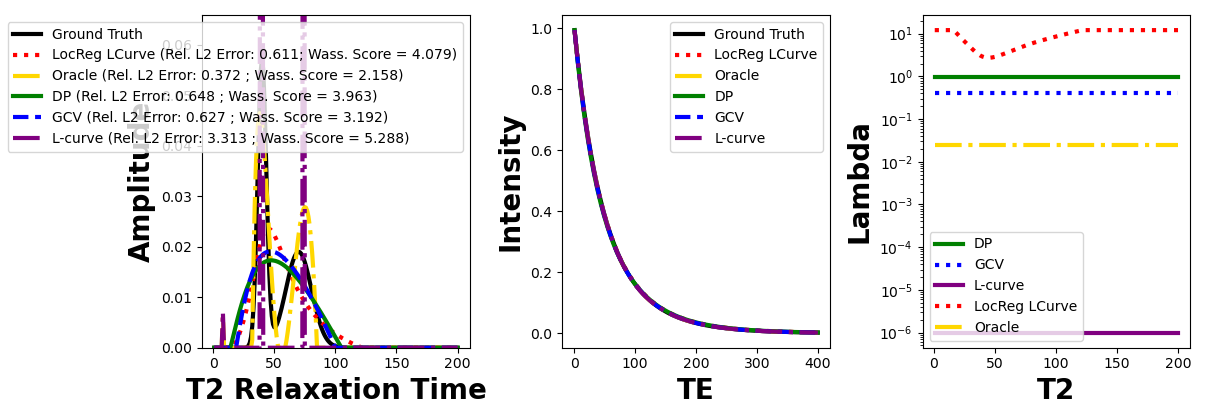 Ground Truth
LocReg LCurve (Rel. L2 Error: 0.611; Wass. Score = 4.079)
Oracle (Rel. L2 Error: 0.372 ; Wass. Score = 2.158)
DP (Rel. L2 Error: 0.648 ; Wass. Score = 3.963)
GCV (Rel. L2 Error: 0.627 ; Wass. Score = 3.192)
L-curve (Rel. L2 Error: 3.313 ; Wass. Score = 5.288)
Amplitude
0.06
0.05
0.04
0.03
0.02
0.01
0.00
0
50
100
150
200
T2 Relaxation Time
Ground Truth
LocReg LCurve
Oracle
DP
GCV
L-curve
Intensity
1.0
0.8
0.6
0.4
0.2
0.0
0
100
200
300
400
TE
Lambda
10¹
10⁰
10⁻¹
10⁻²
10⁻³
10⁻⁴
10⁻⁵
10⁻⁶
DP
GCV
L-curve
LocReg LCurve
Oracle
0
50
100
150
200
T2